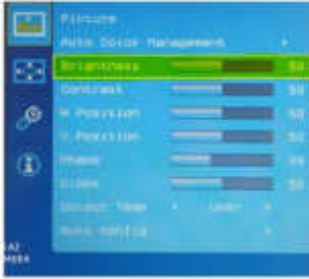 Picture
Auto Color Management
Brightness 50
Contrast 50
H.Position 50
V.Position 50
Phase
Clock 50
Color Temp User
Auto Config